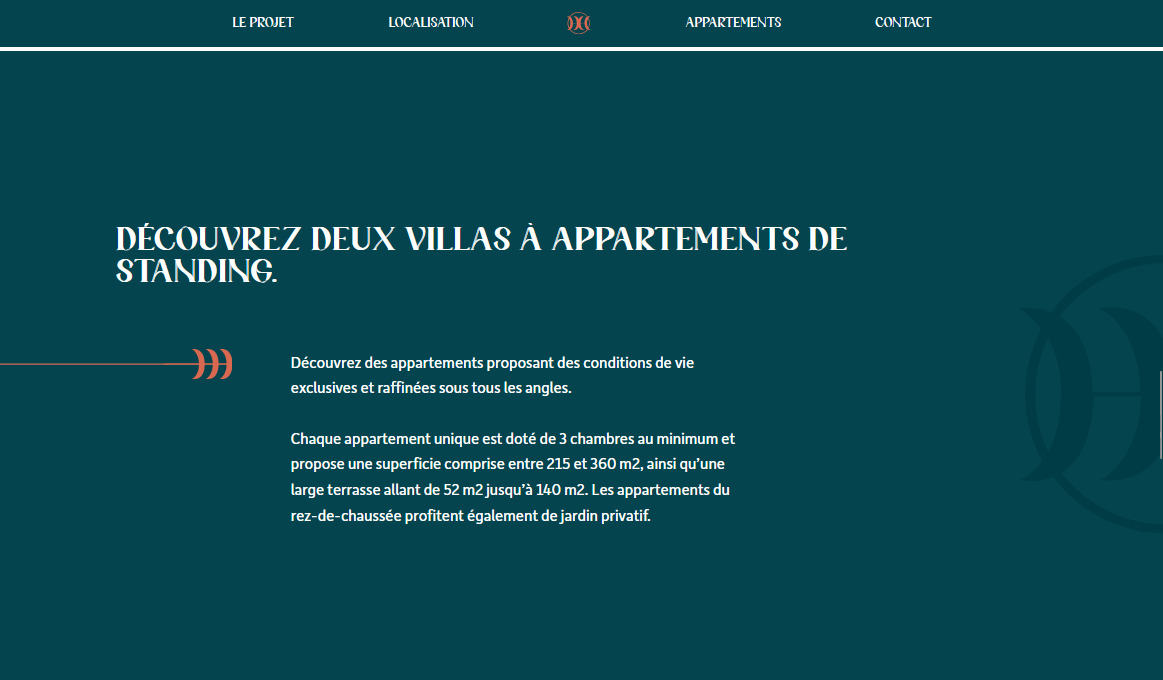 LE PROJET
LOCALISATION
APPARTEMENTS
CONTACT
DÉCOUVREZ DEUX VILLAS À APPARTEMENTS DE
STANDING.
Découvrez des appartements proposant des conditions de vie
exclusives et raffinées sous tous les angles.
Chaque appartement unique est doté de 3 chambres au minimum et
propose une superficie comprise entre 215 et 360 m2, ainsi qu’une
large terrasse allant de 52 m2 jusqu’à 140 m2. Les appartements du
rez-de-chaussée profitent également de jardin privatif.